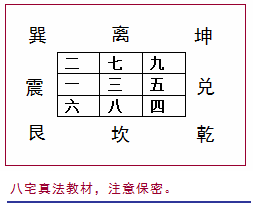 巽 离 坤
二 七 九
震 一 三 五 兑
六 八 四
艮 坎 乾
八宅真法教材，注意保密。